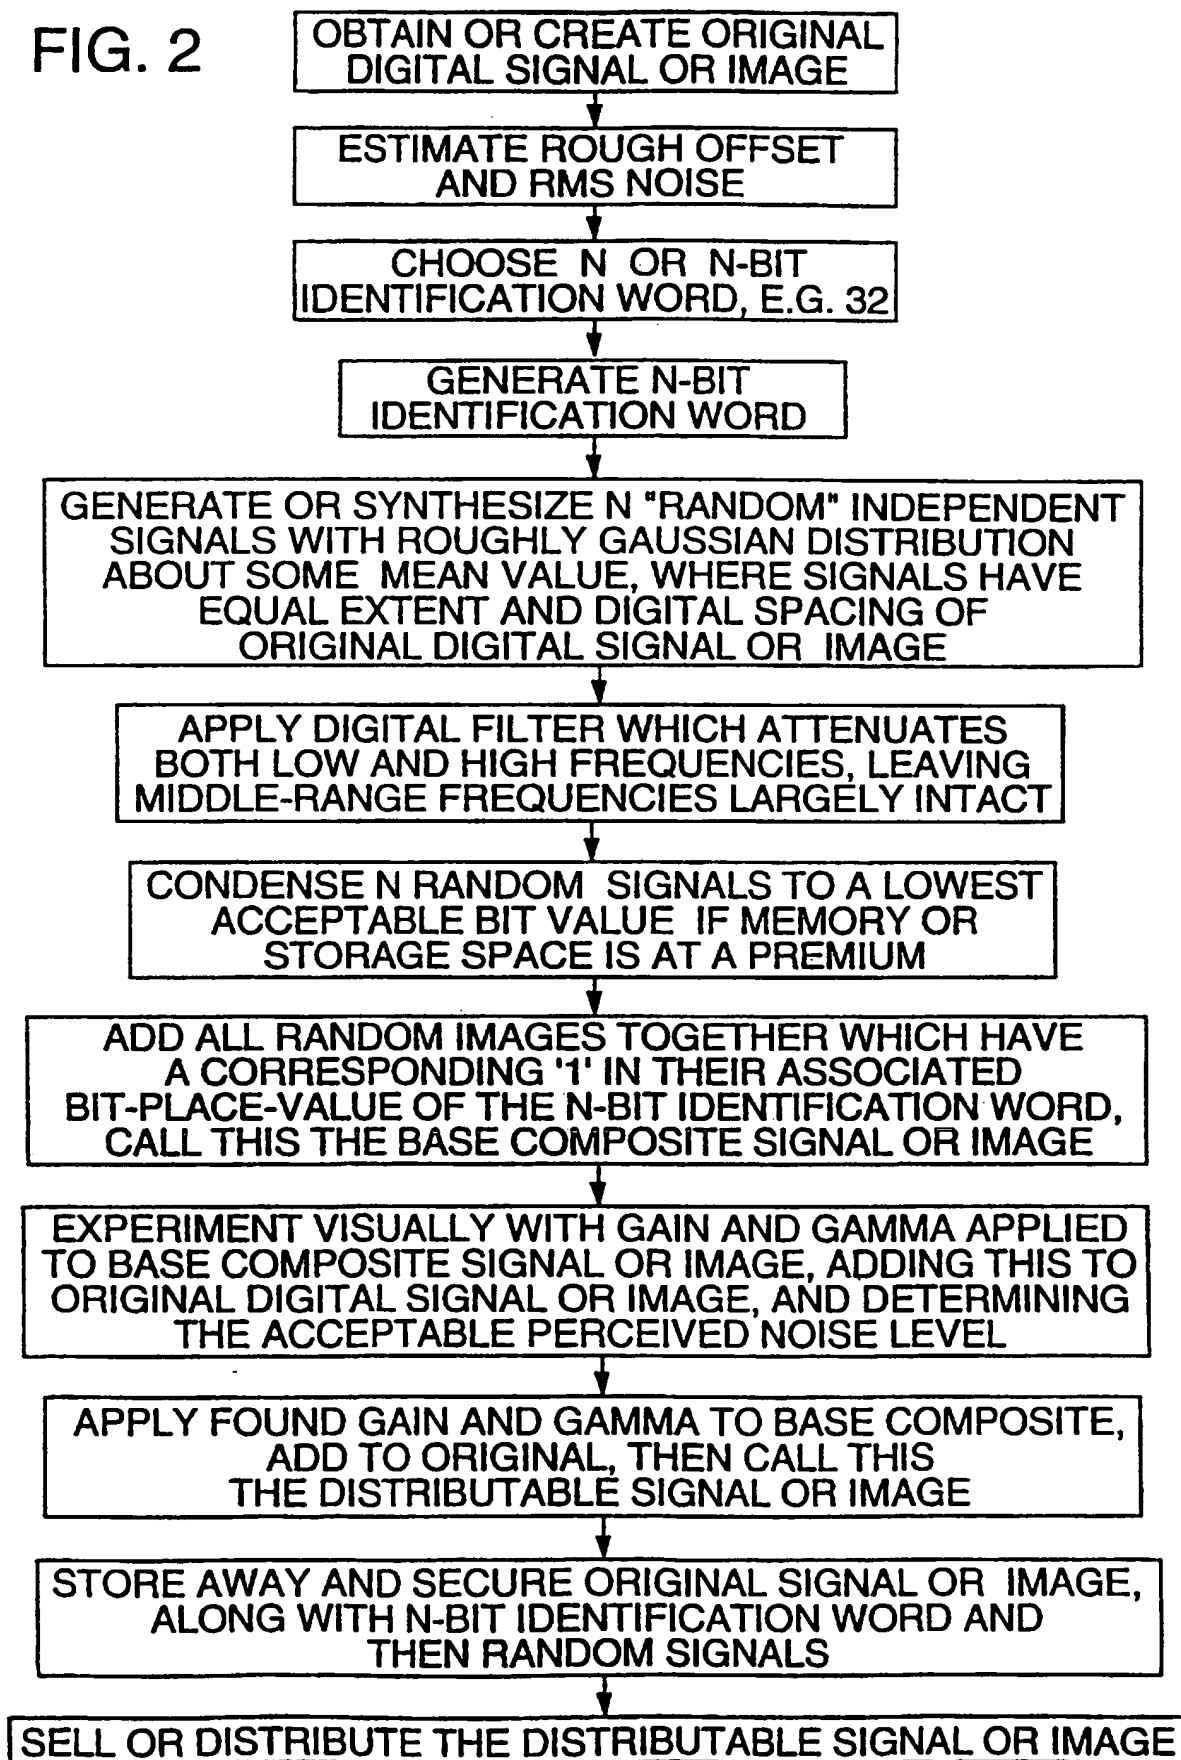 FIG. 2
OBTAIN OR CREATE ORIGINAL
DIGITAL SIGNAL OR IMAGE
ESTIMATE ROUGH OFFSET
AND RMS NOISE
CHOOSE N OR N-BIT
IDENTIFICATION WORD, E.G. 32
GENERATE N-BIT
IDENTIFICATION WORD
GENERATE OR SYNTHESIZE N "RANDOM" INDEPENDENT
SIGNALS WITH ROUGHLY GAUSSIAN DISTRIBUTION
ABOUT SOME MEAN VALUE, WHERE SIGNALS HAVE
EQUAL EXTENT AND DIGITAL SPACING OF
ORIGINAL DIGITAL SIGNAL OR IMAGE
APPLY DIGITAL FILTER WHICH ATTENUATES
BOTH LOW AND HIGH FREQUENCIES, LEAVING
MIDDLE-RANGE FREQUENCIES LARGELY INTACT
CONDENSE N RANDOM SIGNALS TO A LOWEST
ACCEPTABLE BIT VALUE IF MEMORY OR
STORAGE SPACE IS AT A PREMIUM
ADD ALL RANDOM IMAGES TOGETHER WHICH HAVE
A CORRESPONDING '1' IN THEIR ASSOCIATED
BIT-PLACE-VALUE OF THE N-BIT IDENTIFICATION WORD,
CALL THIS THE BASE COMPOSITE SIGNAL OR IMAGE
EXPERIMENT VISUALLY WITH GAIN AND GAMMA APPLIED
TO BASE COMPOSITE SIGNAL OR IMAGE, ADDING THIS TO
ORIGINAL DIGITAL SIGNAL OR IMAGE, AND DETERMINING
THE ACCEPTABLE PERCEIVED NOISE LEVEL
APPLY FOUND GAIN AND GAMMA TO BASE COMPOSITE,
ADD TO ORIGINAL, THEN CALL THIS
THE DISTRIBUTABLE SIGNAL OR IMAGE
STORE AWAY AND SECURE ORIGINAL SIGNAL OR IMAGE,
ALONG WITH N-BIT IDENTIFICATION WORD AND
THEN RANDOM SIGNALS
SELL OR DISTRIBUTE THE DISTRIBUTABLE SIGNAL OR IMAGE